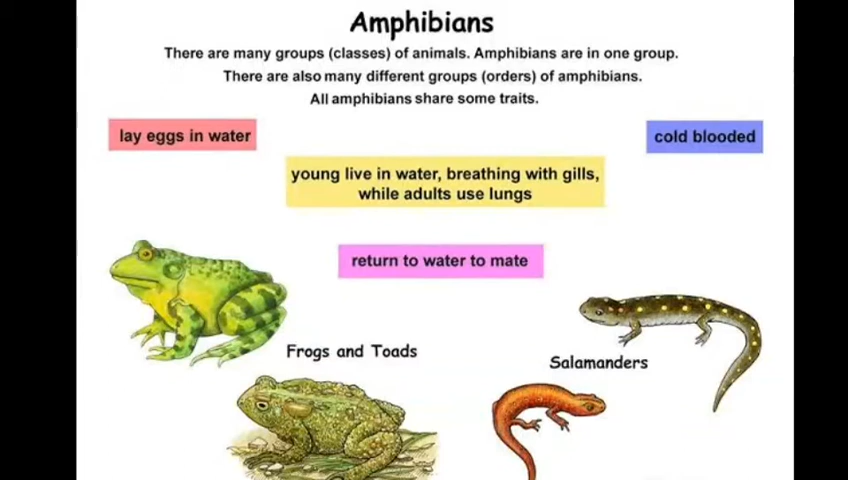 Amphibians
There are many groups (classes) of animals. Amphibians are in one group.
There are also many different groups (orders) of amphibians.
All amphibians share some traits.
lay eggs in water
cold blooded
young live in water, breathing with gills,
while adults use lungs
return to water to mate
Frogs and Toads
Salamanders